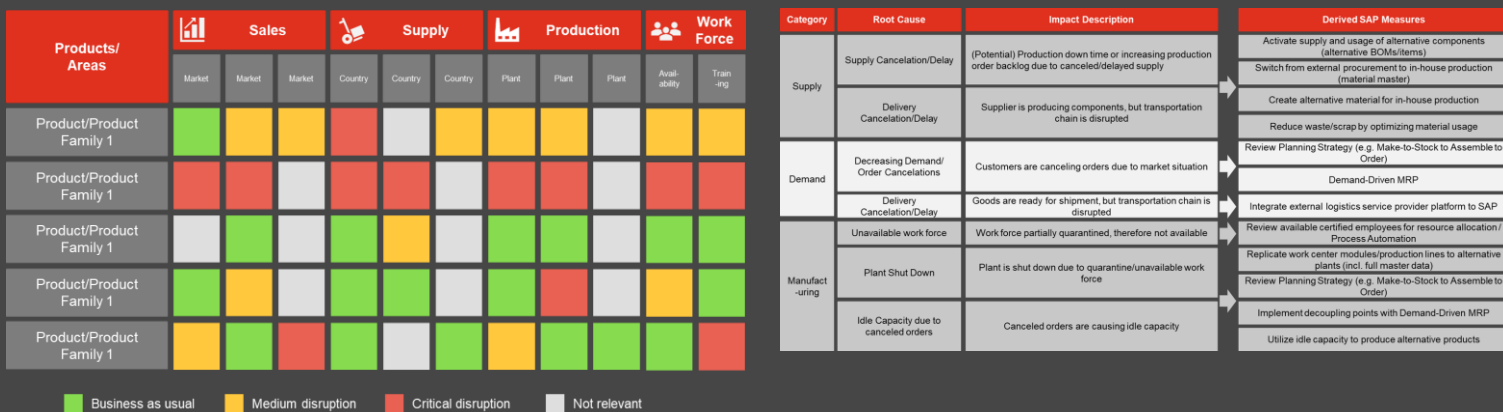 Products/
Areas
Sales
Supply
Production
Work
Force
Market
Market
Market
Country
Country
Country
Plant
Plant
Plant
Avail-
ability
Train
-ing
Product/Product
Family 1
Product/Product
Family 1
Product/Product
Family 1
Product/Product
Family 1
Product/Product
Family 1
Business as usual
Medium disruption
Critical disruption
Not relevant
Category
Root Cause
Impact Description
Derived SAP Measures
Supply
Supply Cancelation/Delay
(Potential) Production down time or increasing production
order backlog due to canceled/delayed supply
Delivery
Cancelation/Delay
Supplier is producing components, but transportation
chain is disrupted
Activate supply and usage of alternative components
(alternative BOMs/items)
Switch from external procurement to in-house production
(material master)
Create alternative material for in-house production
Reduce waste/scrap by optimizing material usage
Demand
Decreasing Demand/
Order Cancelations
Customers are canceling orders due to market situation
Review Planning Strategy (e.g. Make-to-Stock to Assemble to
Order)
Demand-Driven MRP
Delivery
Cancelation/Delay
Goods are ready for shipment, but transportation chain is
disrupted
Integrate external logistics service provider platform to SAP
Manufact
-uring
Unavailable work force
Work force partially quarantined, therefore not available
Review available certified employees for resource allocation /
Process Automation
Plant Shut Down
Plant is shut down due to quarantine/unavailable work
force
Replicate work center modules/production lines to alternative
plants (incl. full master data)
Review Planning Strategy (e.g. Make-to-Stock to Assemble to
Order)
Idle Capacity due to
canceled orders
Canceled orders are causing idle capacity
Implement decoupling points with Demand-Driven MRP
Utilize idle capacity to produce alternative products